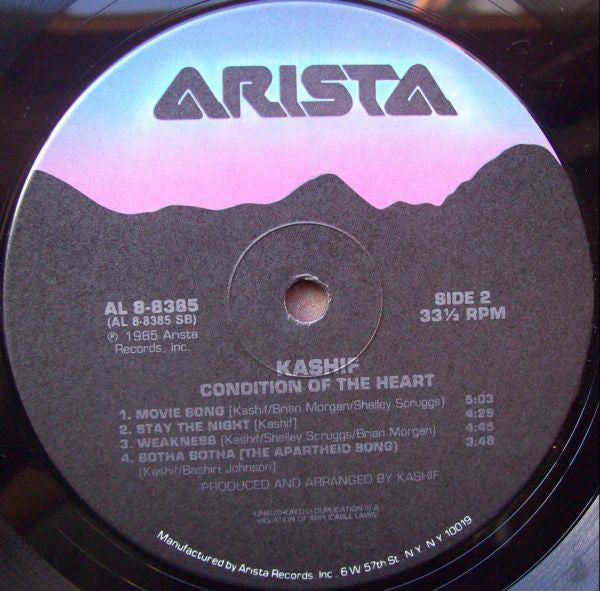 ARISTA
AL 8-8385
(AL 8-8385 SB)
℗ 1985 Arista
Records, Inc.
SIDE 2
33⅓ RPM
KASHIF
CONDITION OF THE HEART
1. MOVIE SONG (Kashif/Brian Morgan/Shelley Scruggs) 5:03
2. STAY THE NIGHT (Kashif) 4:29
3. WEAKNESS (Kashif/Shelley Scruggs/Brian Morgan) 4:45
4. BOTHA BOTHA (THE APARTHEID SONG) 3:48
(Kashif/Bashiri Johnson)
PRODUCED AND ARRANGED BY KASHIF
UNAUTHORIZED DUPLICATION IS A
VIOLATION OF APPLICABLE LAWS.
Manufactured by Arista Records, Inc., 6 W 57th St., N.Y., N.Y. 10019